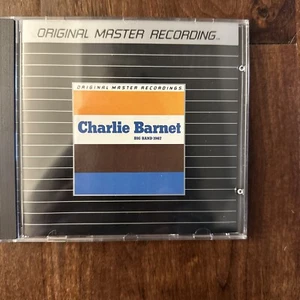 ORIGINAL MASTER RECORDING
ORIGINAL MASTER RECORDINGS
Charlie Barnet
BIG BAND 1967